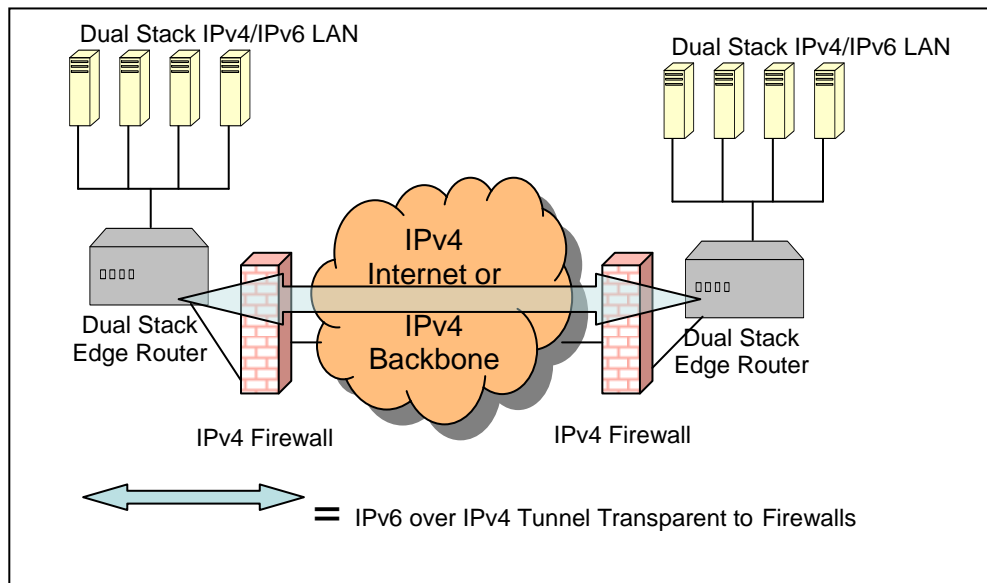 Dual Stack IPv4/IPv6 LAN
Dual Stack IPv4/IPv6 LAN
IPv4
Internet or
IPv4
Backbone
Dual Stack
Edge Router
Dual Stack
Edge Router
IPv4 Firewall
IPv4 Firewall
= IPv6 over IPv4 Tunnel Transparent to Firewalls